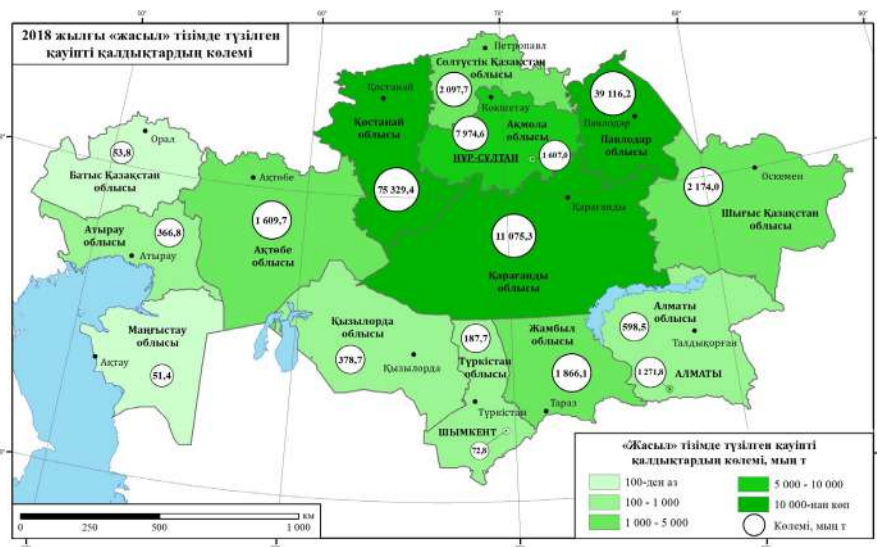 2018 жылғы «жасыл» тізімде түзілген
қауіпті қалдықтардың көлемі
60°
70°
80°
90°
Петропавл
Солтүстік Қазақстан
облысы
2 097,7
Көкшетау
Қостанай
Қостанай
облысы
75 329,4
Ақмола
облысы
7 974,6
НҰР-СҰЛТАН
1 607,0
39 116,2
Павлодар
Павлодар
облысы
Орал
53,8
Батыс Қазақстан
облысы
Ақтөбе
1 609,7
Ақтөбе
облысы
Атырау
облысы
366,8
Атырау
Қарағанды
11 075,3
Қарағанды
облысы
2 174,0
Өскемен
Шығыс Қазақстан
облысы
Маңғыстау
облысы
Ақтау
51,4
Қызылорда
облысы
378,7
Қызылорда
187,7
Түркістан
облысы
Түркістан
ШЫМКЕНТ
72,8
Жамбыл
облысы
1 866,1
Тараз
Алматы
облысы
598,5
Талдықорған
1 271,8
АЛМАТЫ
«Жасыл» тізімде түзілген қауіпті
қалдықтардың көлемі, мың т
100-ден аз
100 - 1 000
1 000 - 5 000
5 000 - 10 000
10 000-нан көп
Көлемі, мың т
км
0 250 500 1 000